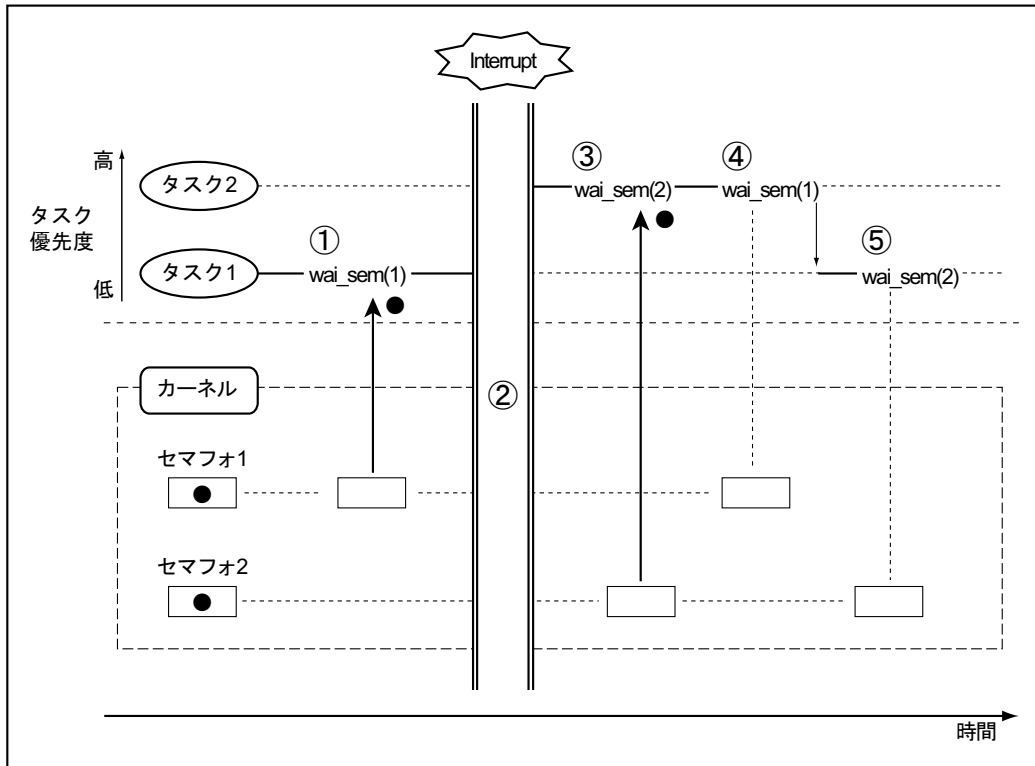 Interrupt
高
タスク2
③
wai_sem(2)
④
wai_sem(1)
タスク
優先度
①
⑤
低
タスク1
wai_sem(1)
wai_sem(2)
カーネル
②
セマフォ1
セマフォ2
時間